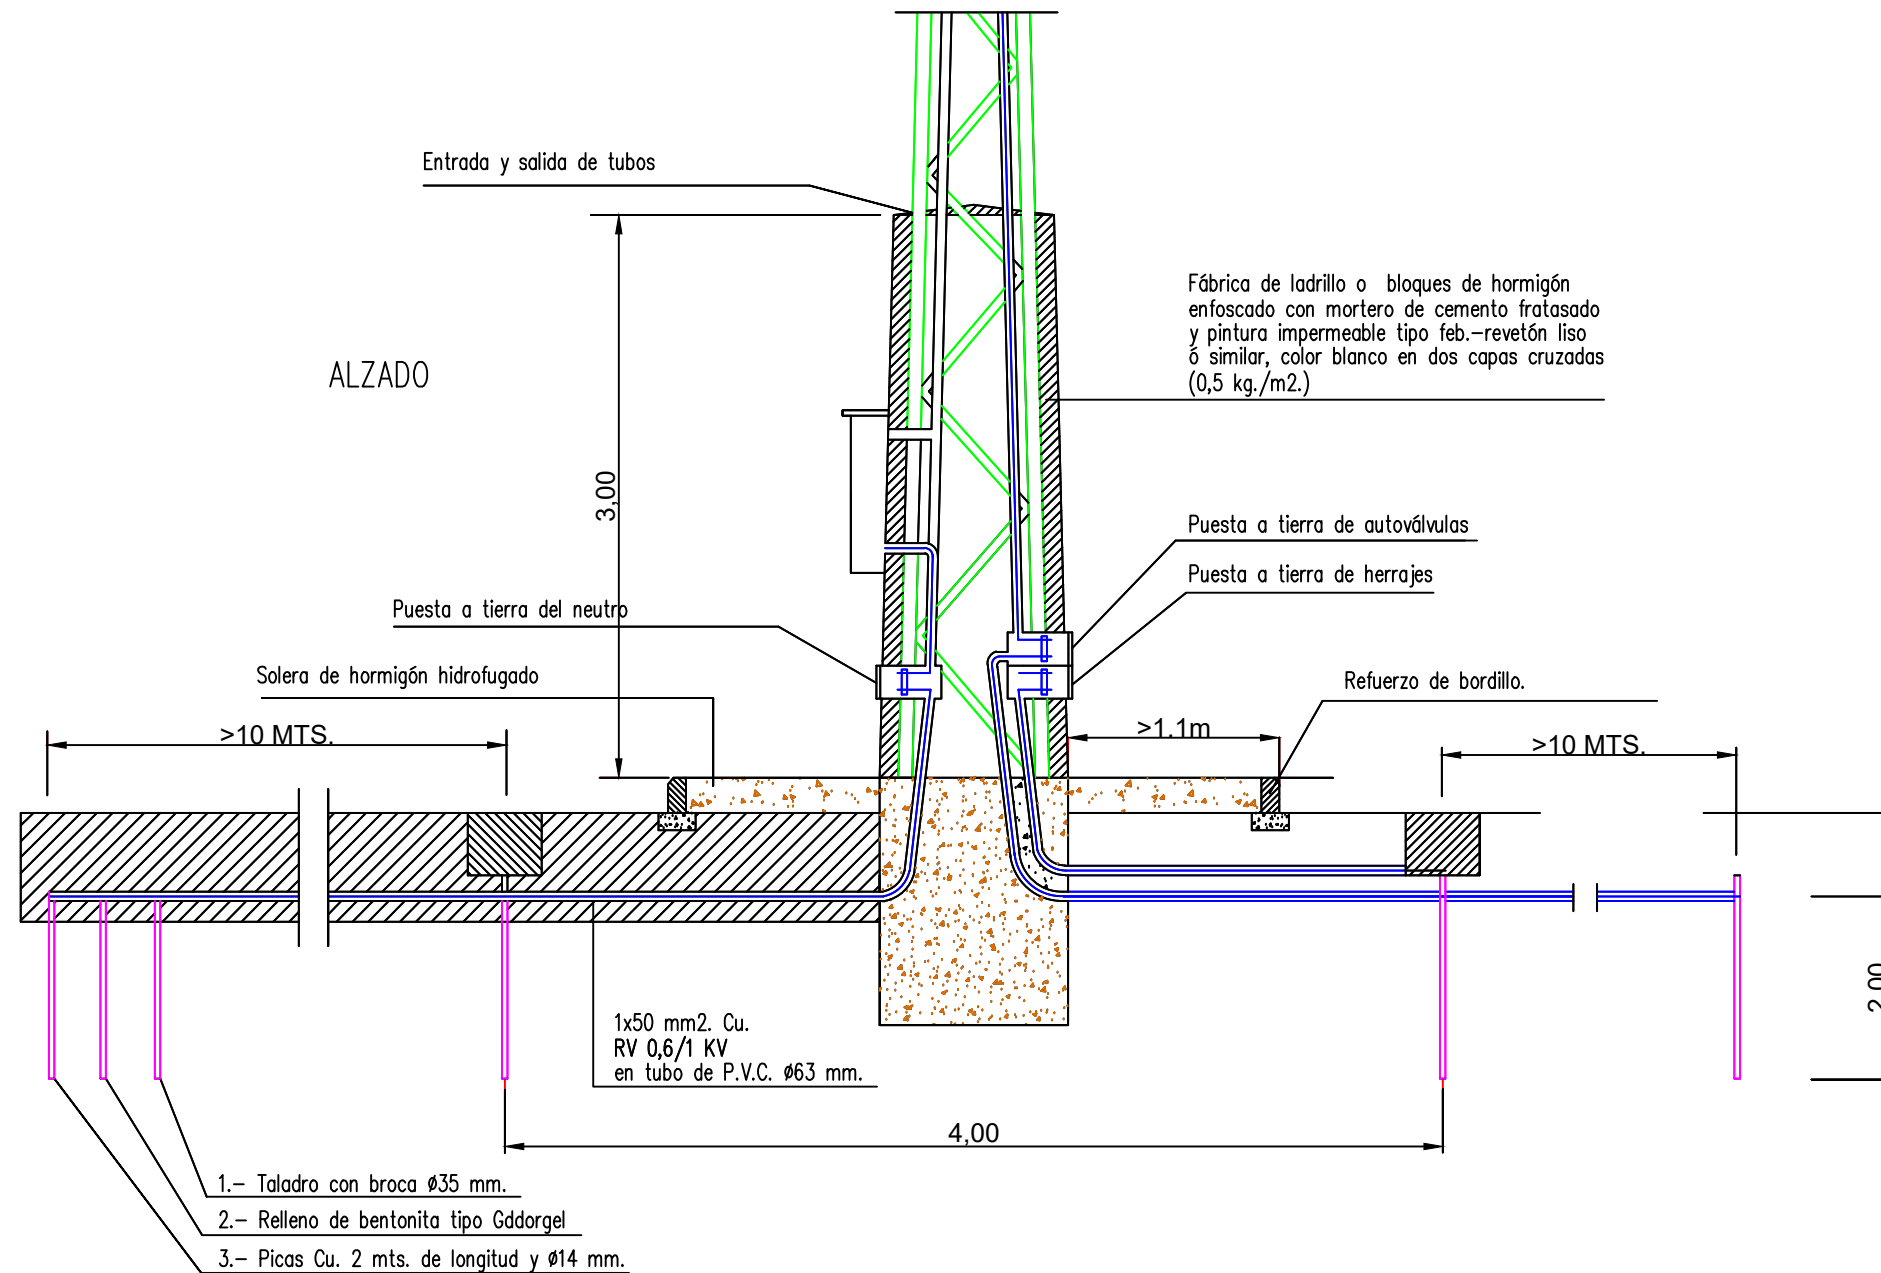 Entrada y salida de tubos
Fábrica de ladrillo o bloques de hormigón
enfoscado con mortero de cemento fratasado
y pintura impermeable tipo feb.-revetón liso
ó similar, color blanco en dos capas cruzadas
(0,5 kg./m2.)
ALZADO
3,00
Puesta a tierra de autoválvulas
Puesta a tierra de herrajes
Puesta a tierra del neutro
Solera de hormigón hidrofugado
Refuerzo de bordillo.
>10 MTS.
>1.1m
>10 MTS.
2,00
1x50 mm2. Cu.
RV 0,6/1 KV
en tubo de P.V.C. ø63 mm.
4,00
1.- Taladro con broca ø35 mm.
2.- Relleno de bentonita tipo Gddorgel
3.- Picas Cu. 2 mts. de longitud y ø14 mm.